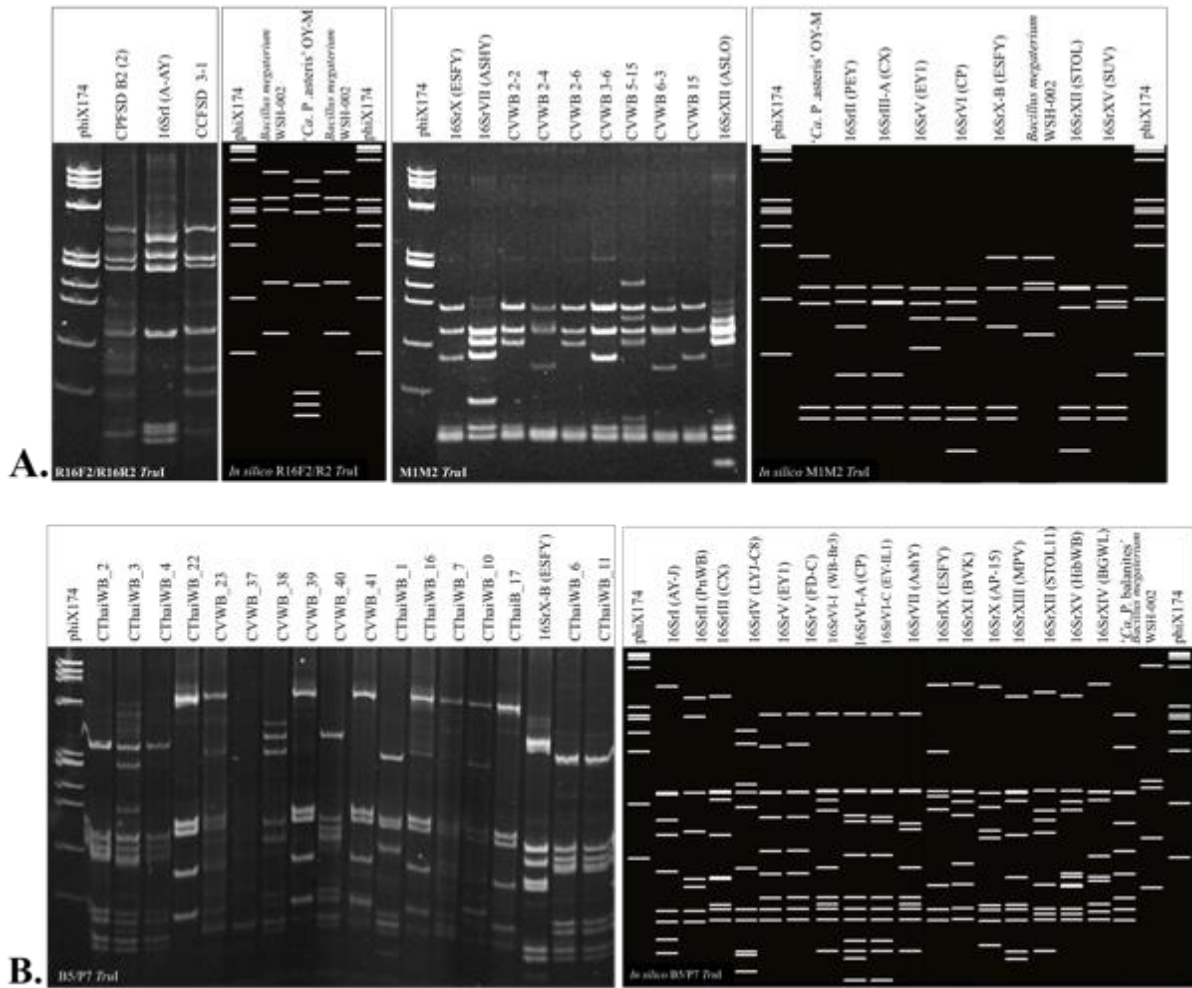 A.
phiX174
CPFSD B2 (2)
16SrI (A-AY)
CCFSD 3-1
R16F2/R16R2 TruI
phiX174
Bacillus megaterium
WSH-002
'Ca. P .asteris' OY-M
Bacillus megaterium
WSH-002
phiX174
In silico R16F2/R2 TruI
phiX174
16SrX (ESFY)
16SrVII (ASHY)
CVWB 2-2
CVWB 2-4
CVWB 2-6
CVWB 3-6
CVWB 5-15
CVWB 6-3
CVWB 15
16SrXII (ASLO)
M1M2 TruI
phiX174
'Ca. P .asteris' OY-M
16SrII (PEY)
16SrIII-A (CX)
16SrV (EY1)
16SrVI (CP)
16SrX-B (ESFY)
Bacillus megaterium
WSH-002
16SrXII (STOL)
16SrXV (SUV)
phiX174
In silico M1M2 TruI
B.
phiX174
CThaiWB_2
CThaiWB_3
CThaiWB_4
CThaiWB_22
CVWB_23
CVWB_37
CVWB_38
CVWB_39
CVWB_40
CVWB_41
CThaiWB_1
CThaiWB_16
CThaiWB_7
CThaiWB_10
CThaiB_17
16SrX-B (ESFY)
CThaiWB_6
CThaiWB_11
B5/P7 TruI
phiX174
16SrI (AY-J)
16SrII (PnWB)
16SrIII (CX)
16SrIV (LYJ-C8)
16SrV (EY1)
16SrV (FD-C)
16SrVI-I (WB-Br3)
16SrVI-A (CP)
16SrVI-C (EY-IL1)
16SrVII (AshY)
16SrIX (ESFY)
16SrXI (BVK)
16SrX (AP-15)
16SrXIII (MPV)
16SrXII (STOL11)
16SrXV (HibWB)
16SrXIV (BGWL)
'Ca. P. balanites'
Bacillus megaterium
WSH-002
phiX174
In silico B5/P7 TruI